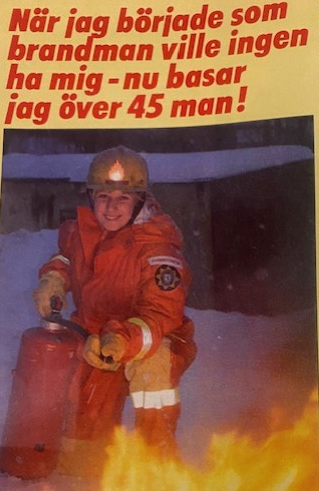 När jag började som
brandman ville ingen
ha mig - nu basar
jag över 45 man!